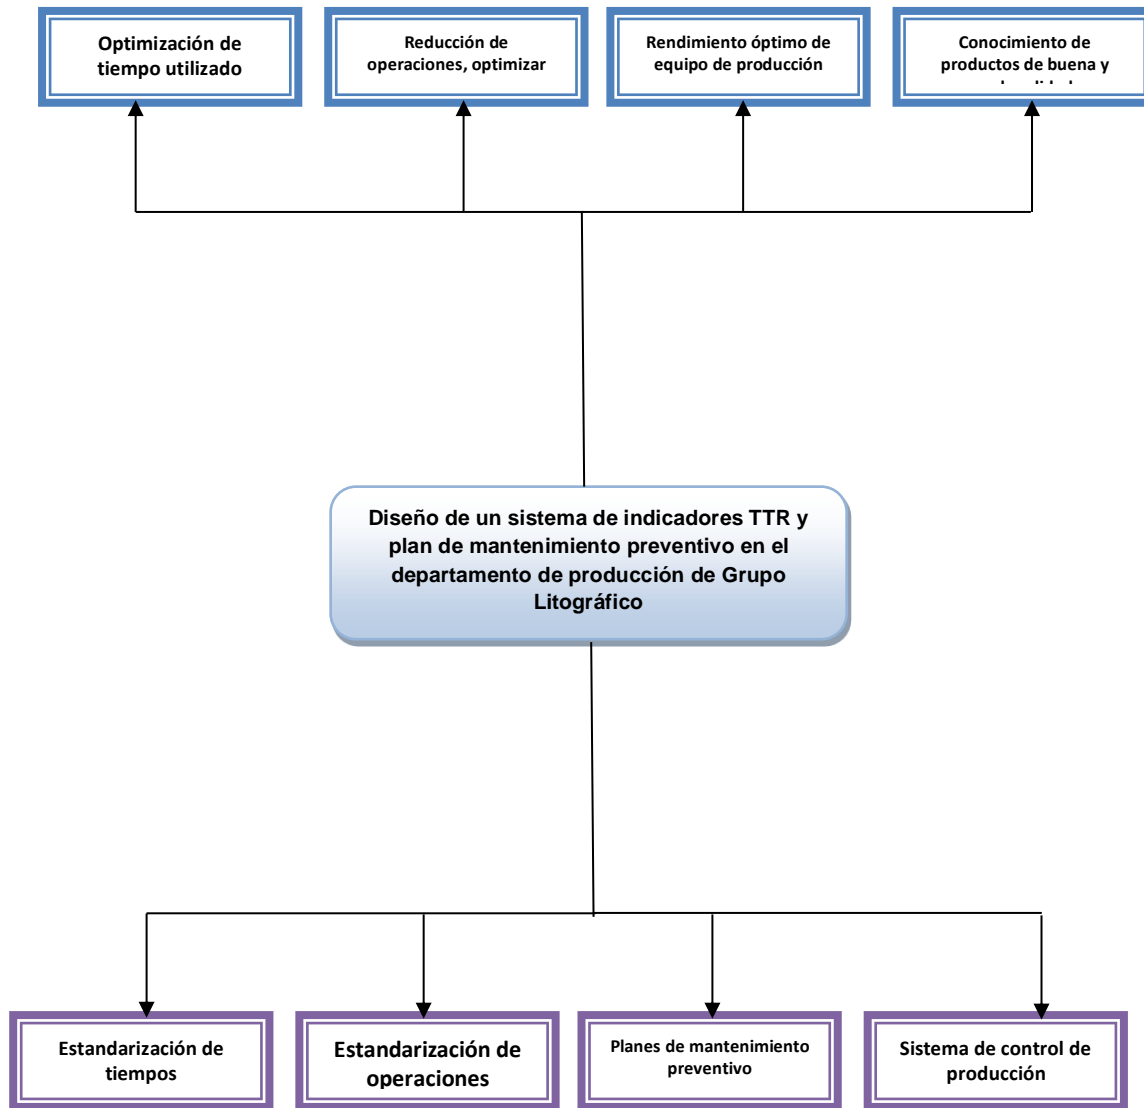 Optimización de
tiempo utilizado
Reducción de
operaciones, optimizar
Rendimiento óptimo de
equipo de producción
Conocimiento de
productos de buena y
Diseño de un sistema de indicadores TTR y
plan de mantenimiento preventivo en el
departamento de producción de Grupo
Litográfico
Estandarización de
tiempos
Estandarización de
operaciones
Planes de mantenimiento
preventivo
Sistema de control de
producción